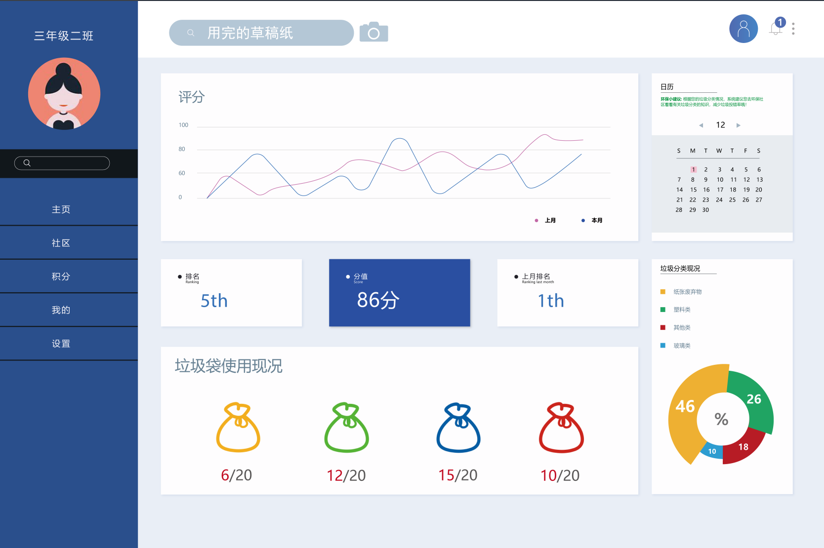 三年级二班
主页
社区
积分
我的
设置
用完的草稿纸
1
评分
100
80
60
0
上月
本月
排名
Ranking
5th
分值
Score
86分
上月排名
Ranking last month
1th
垃圾袋使用现况
6/20
12/20
15/20
10/20
日历
环保小建议:
12
S M T W T F S
1 2 3 4 5 6
7 8 9 10 11 12 13
14 15 16 17 18 19 20
21 22 23 24 25 26 27
28 29 30
垃圾分类现况
纸张废弃物
塑料类
其他类
玻璃类
46
26
%
18
10